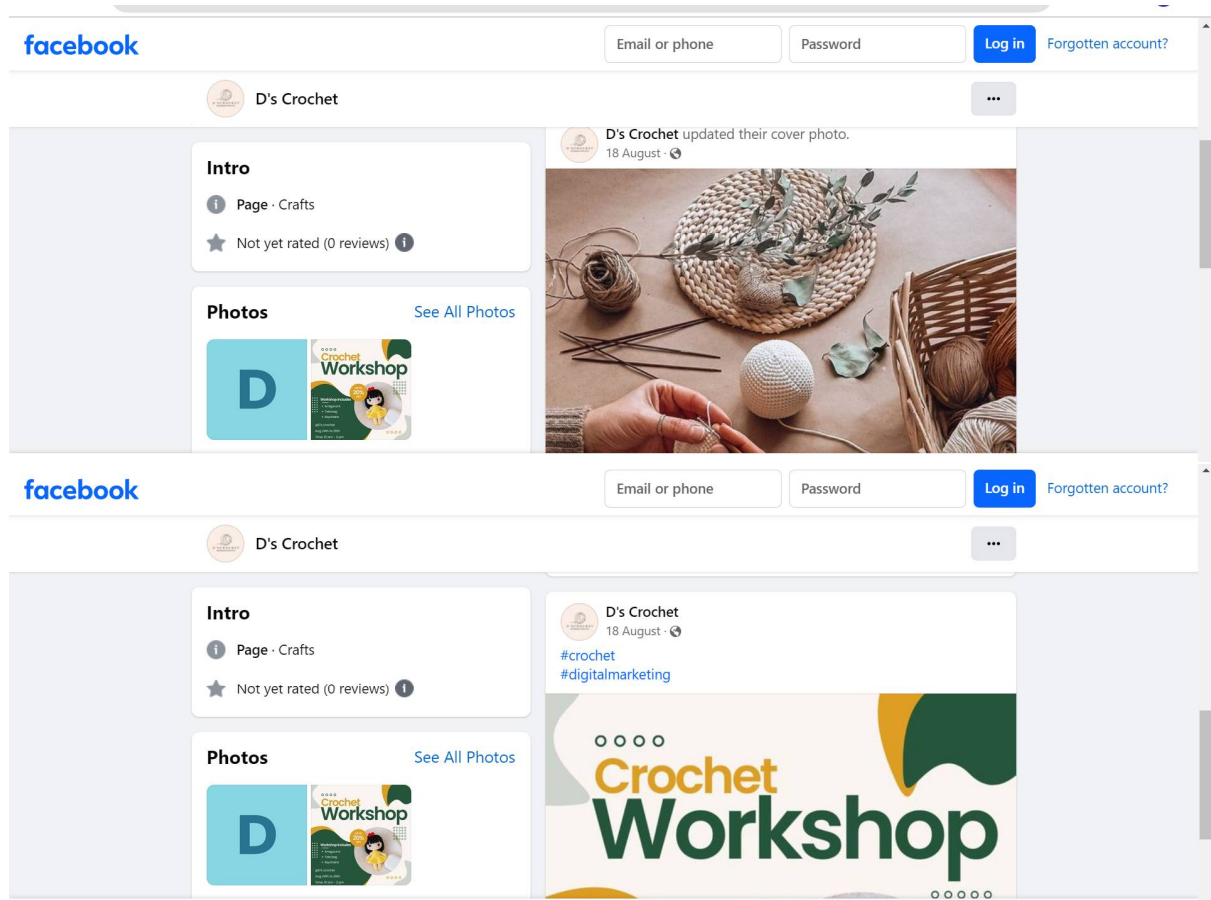 facebook
Email or phone
Password
Log in
Forgotten account?
D's Crochet
Intro
Page · Crafts
Not yet rated (0 reviews)
Photos
See All Photos
D
Crochet
Workshop
20%
D's Crochet updated their cover photo.
18 August
facebook
Email or phone
Password
Log in
Forgotten account?
D's Crochet
Intro
Page · Crafts
Not yet rated (0 reviews)
Photos
See All Photos
D
Crochet
Workshop
20%
D's Crochet
18 August
#crochet
#digitalmarketing
Crochet
Workshop